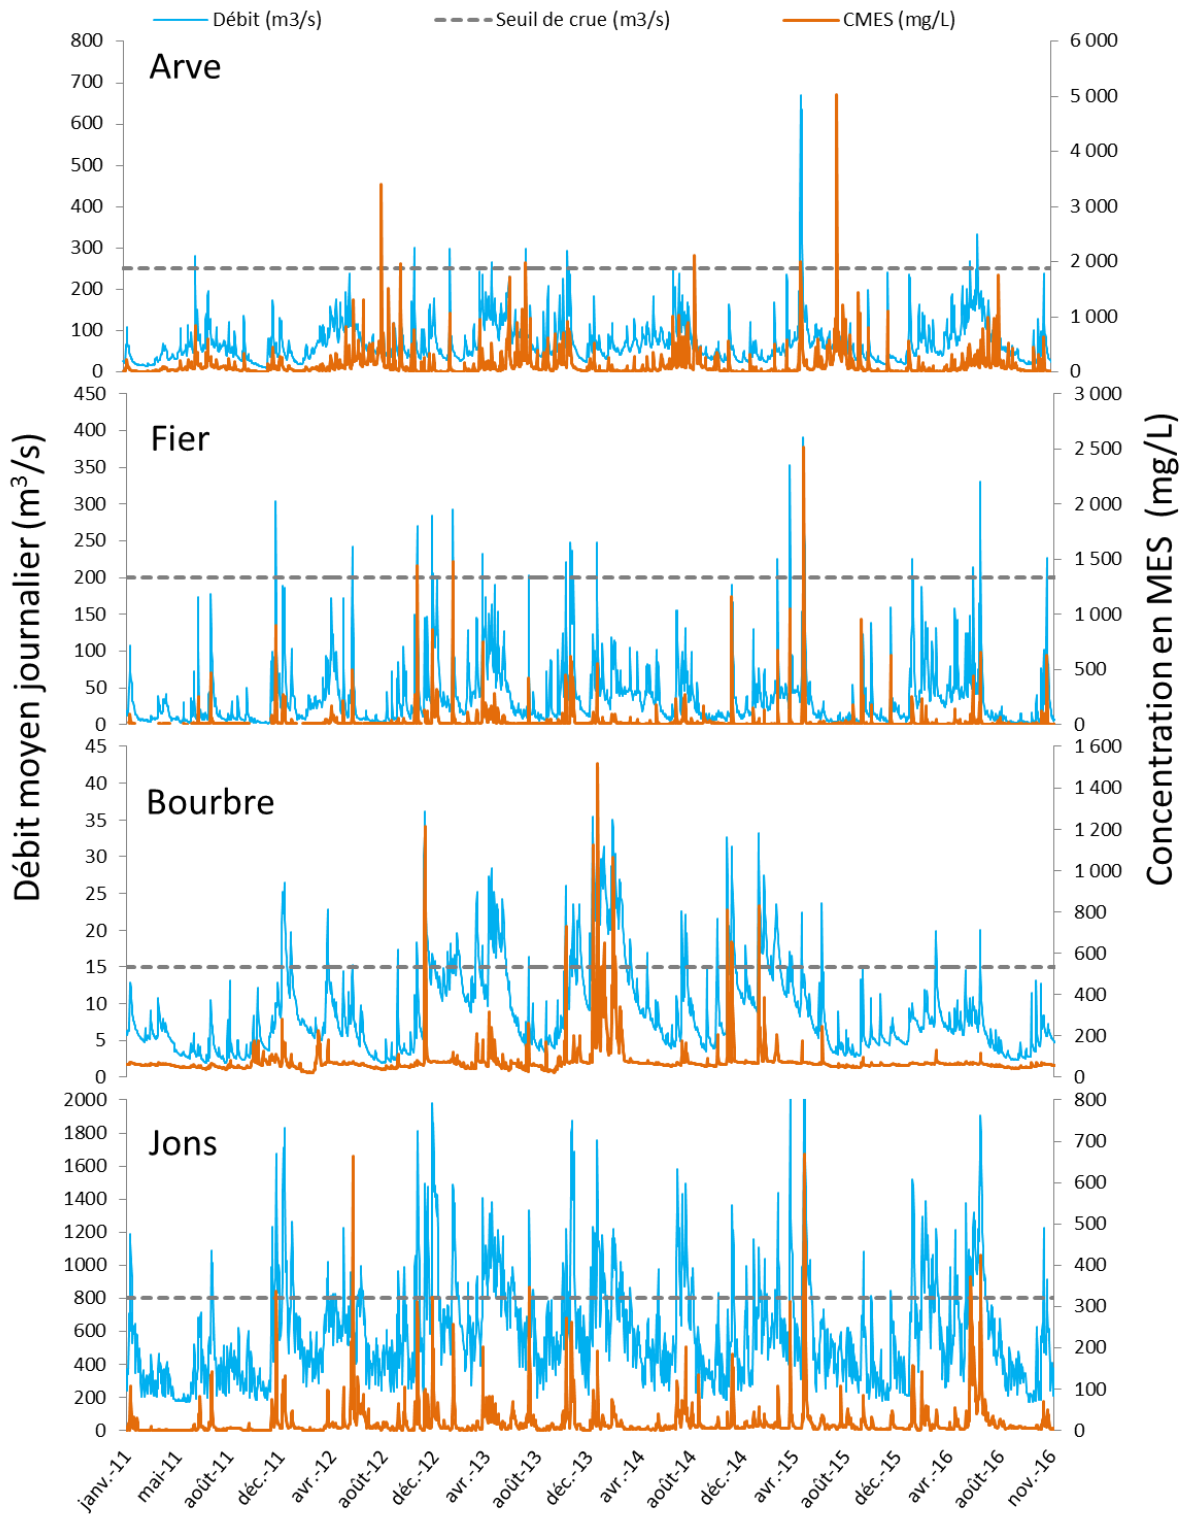 Débit (m3/s) Seuil de crue (m3/s) CMES (mg/L)
Débit moyen journalier (m³/s)
Concentration en MES (mg/L)
Arve
800
700
600
500
400
300
200
100
0
6 000
5 000
4 000
3 000
2 000
1 000
0
Fier
450
400
350
300
250
200
150
100
50
0
3 000
2 500
2 000
1 500
1 000
500
0
Bourbre
45
40
35
30
25
20
15
10
5
0
1 600
1 400
1 200
1 000
800
600
400
200
0
Jons
2000
1800
1600
1400
1200
1000
800
600
400
200
0
800
700
600
500
400
300
200
100
0
janv.-11
mai-11
août-11
déc.-11
avr.-12
août-12
déc.-12
avr.-13
août-13
déc.-13
avr.-14
août-14
déc.-14
avr.-15
août-15
déc.-15
avr.-16
août-16
nov.-16